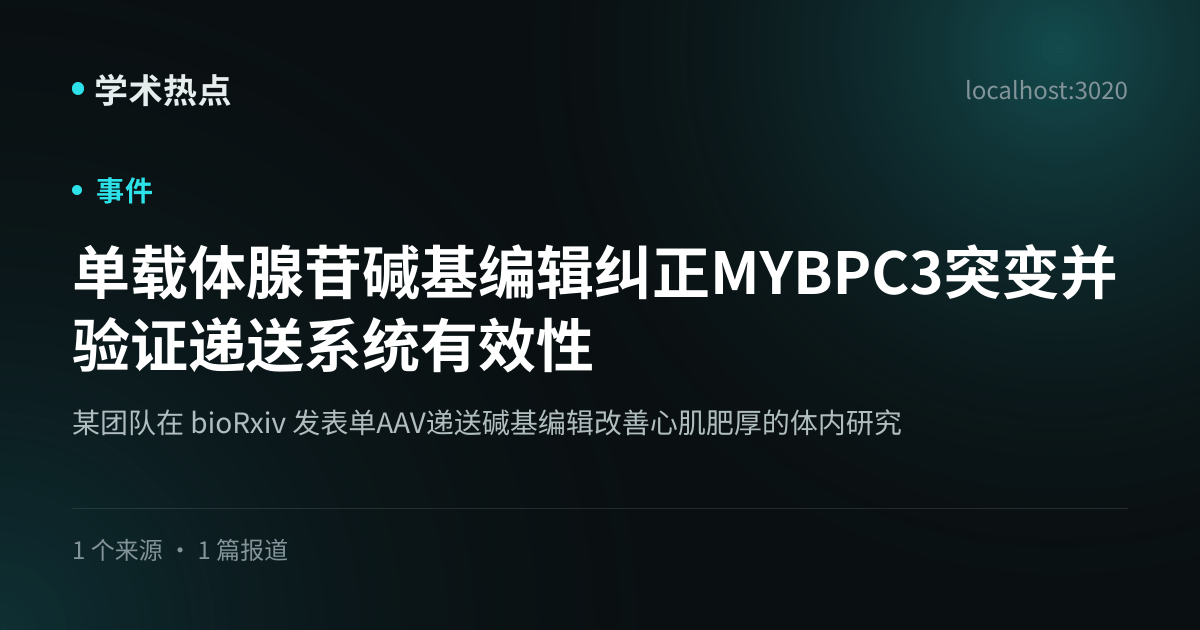 学术热点
localhost:3020
事件
单载体腺苷碱基编辑纠正MYBPC3突变并
验证递送系统有效性
某团队在 bioRxiv 发表单AAV递送碱基编辑改善心肌肥厚的体内研究
1 个来源 · 1 篇报道